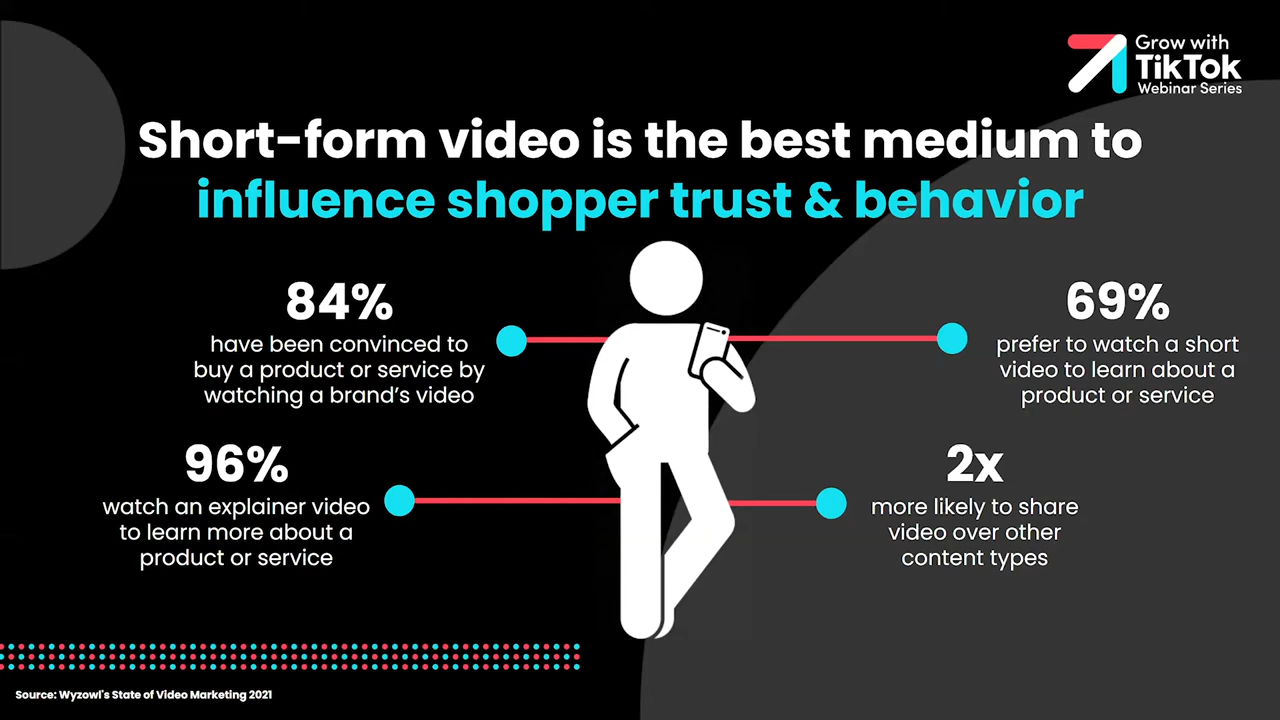 Grow with
TikTok
Webinar Series
Short-form video is the best medium to
influence shopper trust & behavior
84%
have been convinced to
buy a product or service by
watching a brand's video
69%
prefer to watch a short
video to learn about a
product or service
96%
watch an explainer video
to learn more about a
product or service
2x
more likely to share
video over other
content types
Source: Wyzowl's State of Video Marketing 2021